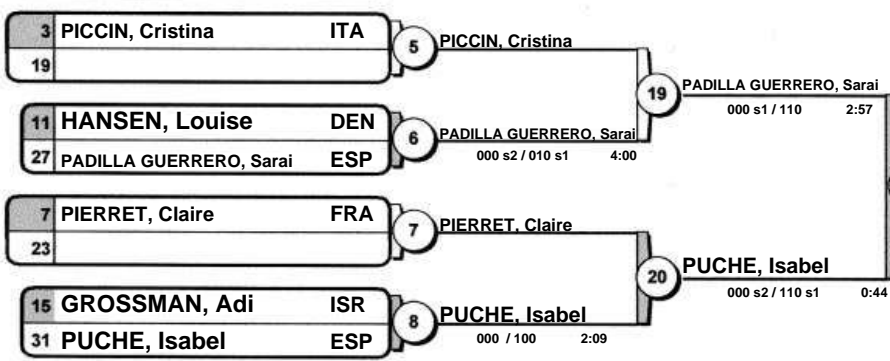 3 PICCIN, Cristina ITA
19
5
PICCIN, Cristina
11 HANSEN, Louise DEN
27 PADILLA GUERRERO, Sarai ESP
6
PADILLA GUERRERO, Sarai
000 s2 / 010 s1 4:00
19
PADILLA GUERRERO, Sarai
000 s1 / 110 2:57
7 PIERRET, Claire FRA
23
7
PIERRET, Claire
15 GROSSMAN, Adi ISR
31 PUCHE, Isabel ESP
8
PUCHE, Isabel
000 / 100 2:09
20
PUCHE, Isabel
000 s2 / 110 s1 0:44